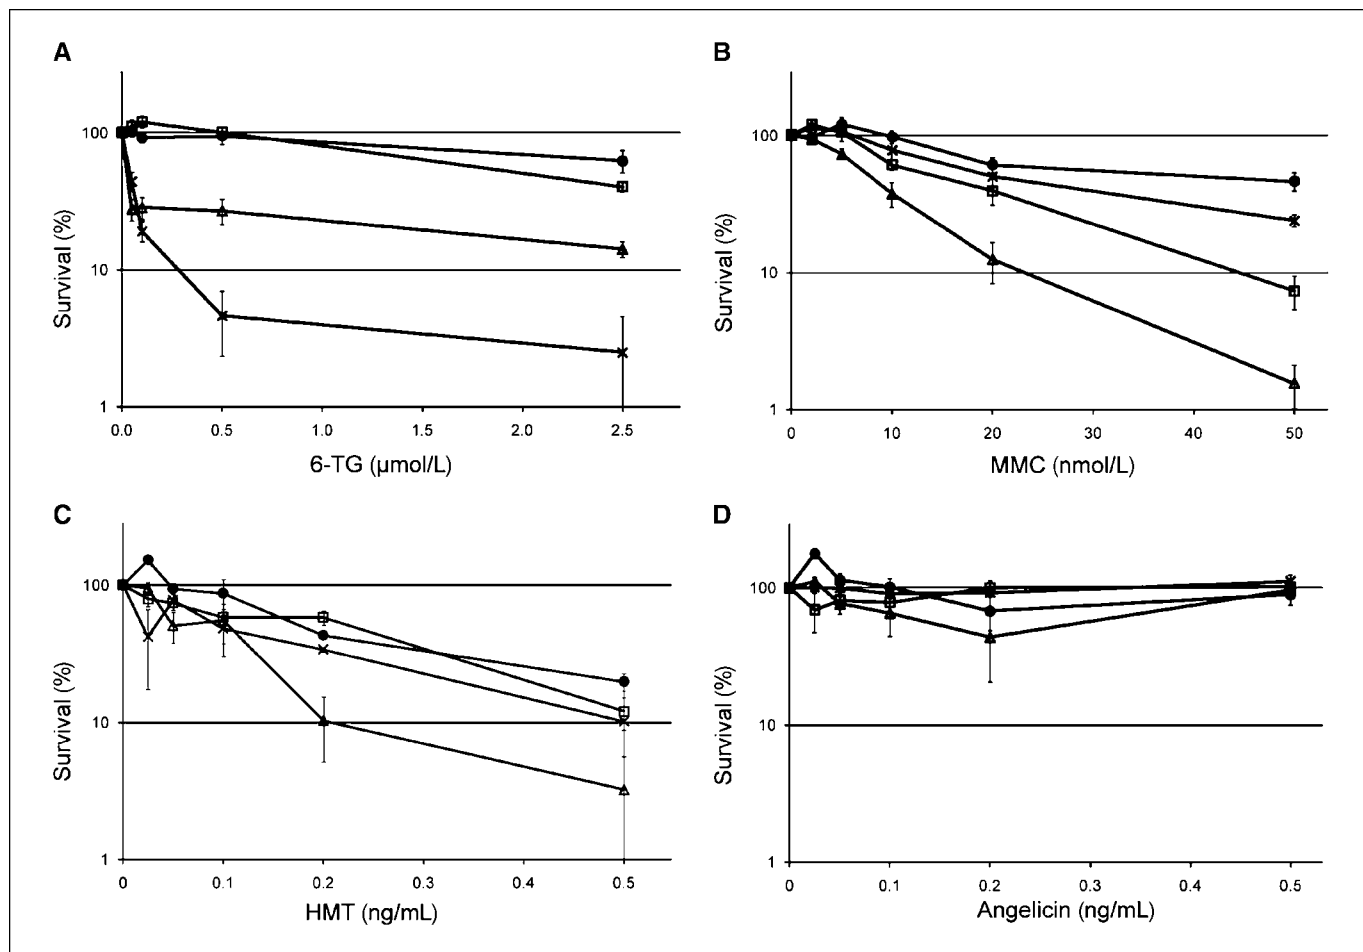 A
Survival (%)
100
10
1
0.0 0.5 1.0 1.5 2.0 2.5
6-TG (µmol/L)
B
Survival (%)
100
10
1
0 10 20 30 40 50
MMC (nmol/L)
C
Survival (%)
100
10
1
0 0.1 0.2 0.3 0.4 0.5
HMT (ng/mL)
D
Survival (%)
100
10
1
0 0.1 0.2 0.3 0.4 0.5
Angelicin (ng/mL)